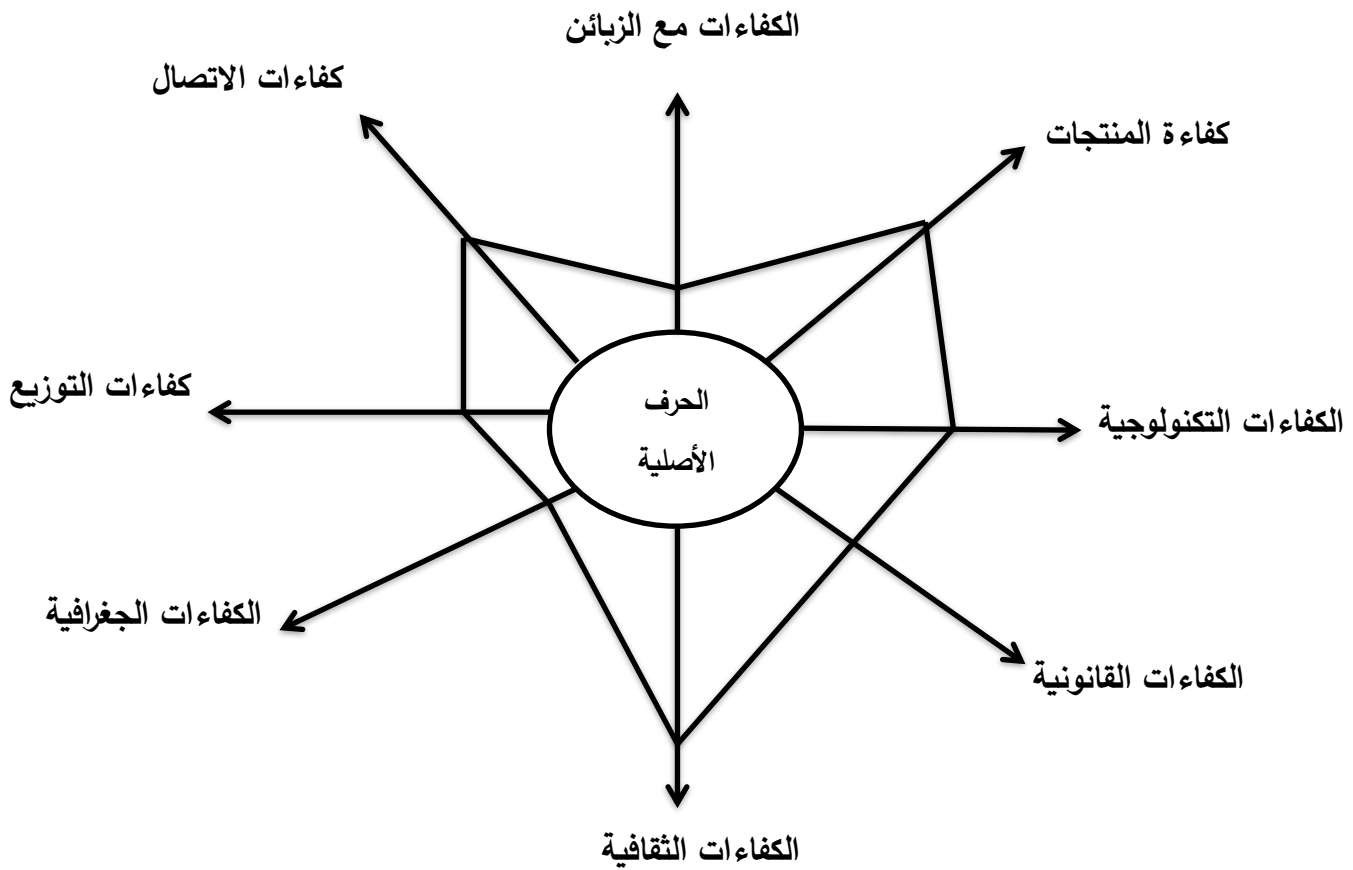 الكفاءات مع الزبائن
كفاءات الاتصال
كفاءة المنتجات
كفاءات التوزيع
الحرف
الأصلية
الكفاءات التكنولوجية
الكفاءات الجغرافية
الكفاءات القانونية
الكفاءات الثقافية